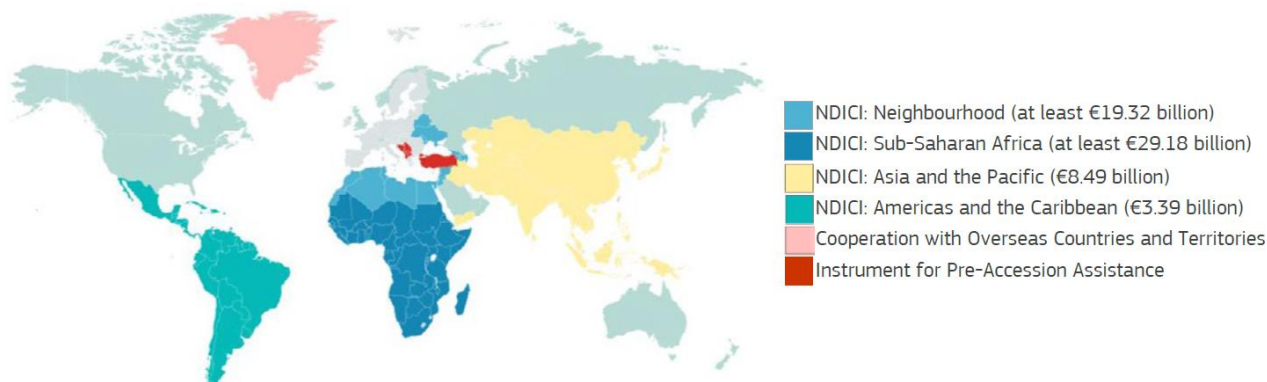 NDICI: Neighbourhood (at least €19.32 billion)
NDICI: Sub-Saharan Africa (at least €29.18 billion)
NDICI: Asia and the Pacific (€8.49 billion)
NDICI: Americas and the Caribbean (€3.39 billion)
Cooperation with Overseas Countries and Territories
Instrument for Pre-Accession Assistance